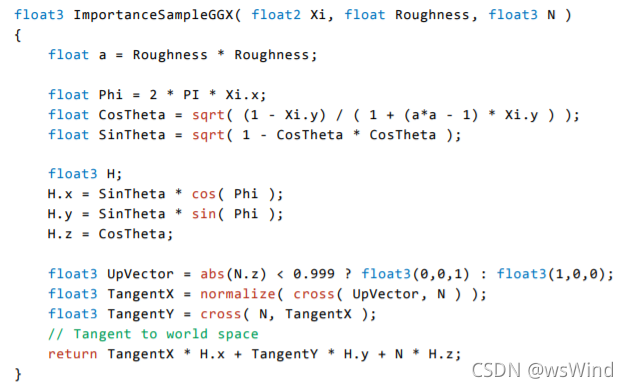 float3 ImportanceSampleGGX( float2 Xi, float Roughness, float3 N )
{
    float a = Roughness * Roughness;

    float Phi = 2 * PI * Xi.x;
    float CosTheta = sqrt( (1 - Xi.y) / ( 1 + (a*a - 1) * Xi.y ) );
    float SinTheta = sqrt( 1 - CosTheta * CosTheta );

    float3 H;
    H.x = SinTheta * cos( Phi );
    H.y = SinTheta * sin( Phi );
    H.z = CosTheta;

    float3 UpVector = abs(N.z) < 0.999 ? float3(0,0,1) : float3(1,0,0);
    float3 TangentX = normalize( cross( UpVector, N ) );
    float3 TangentY = cross( N, TangentX );
    // Tangent to world space
    return TangentX * H.x + TangentY * H.y + N * H.z;
}
CSDN @wsWind